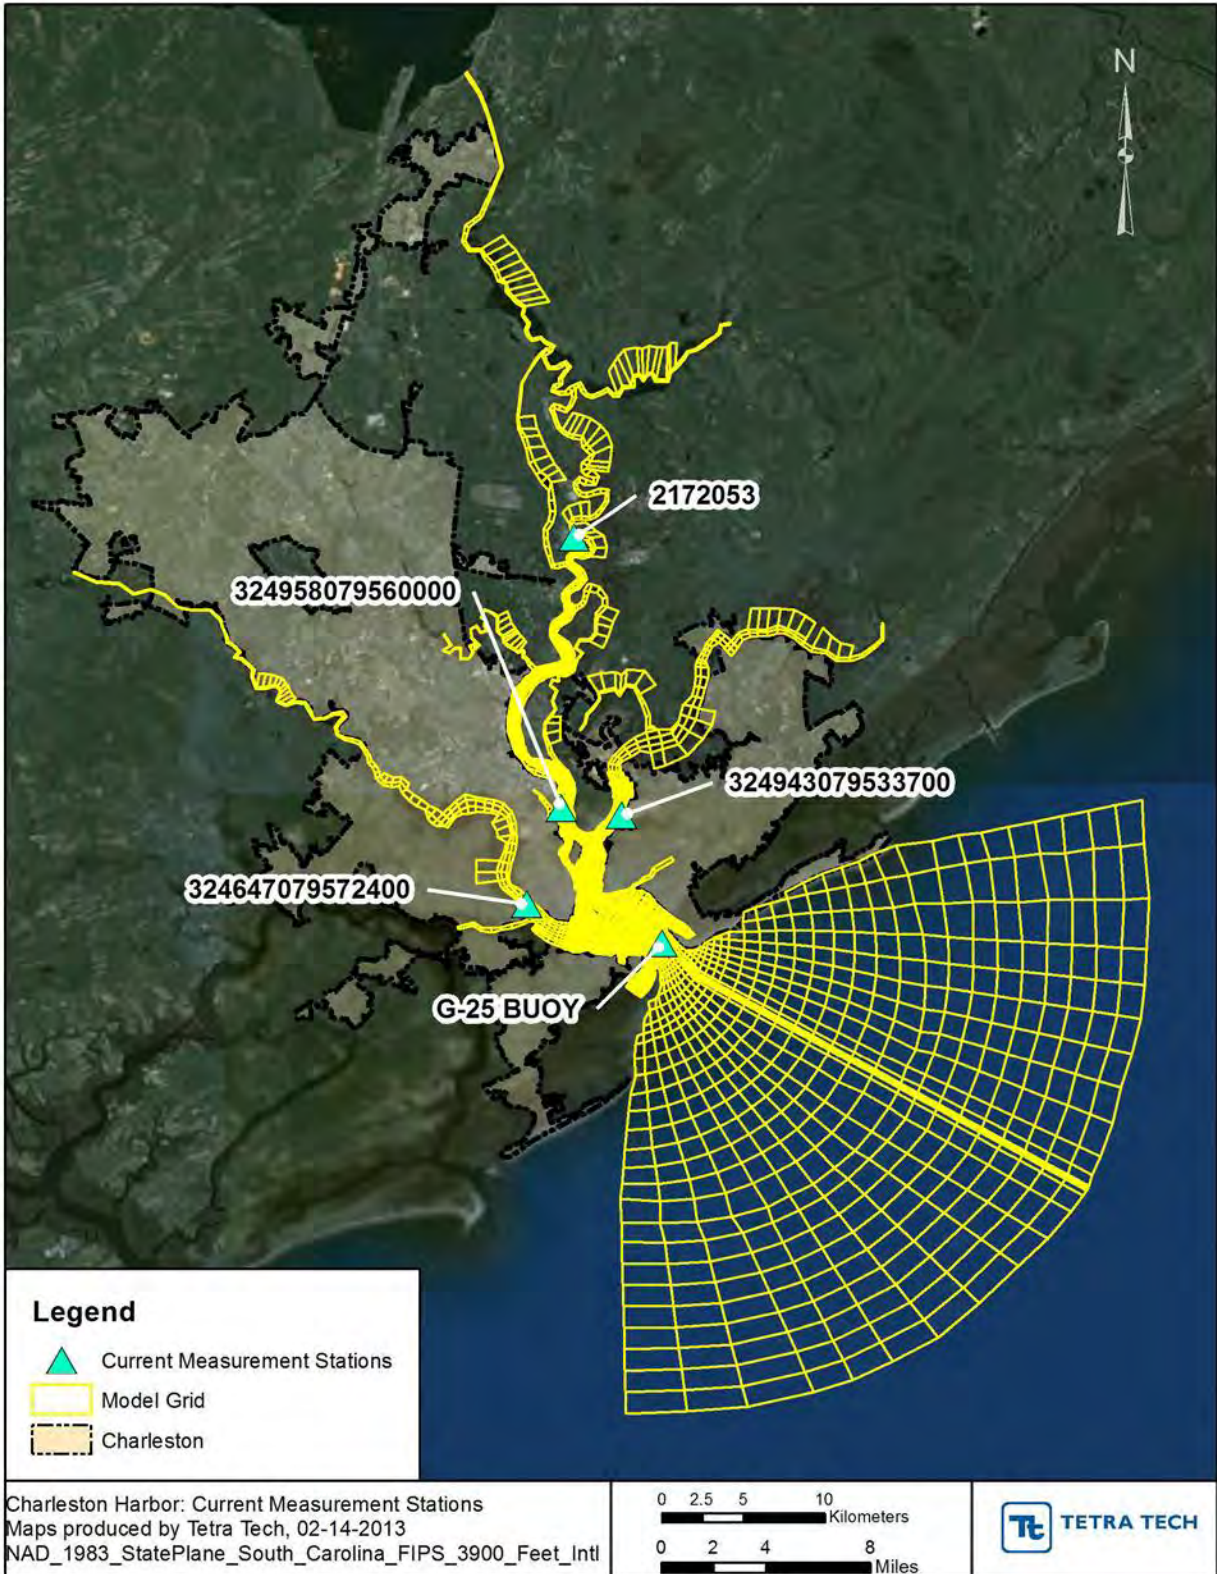 N
2172053
324958079560000
324943079533700
324647079572400
G-25 BUOY
Legend
Current Measurement Stations
Model Grid
Charleston
Charleston Harbor: Current Measurement Stations
Maps produced by Tetra Tech, 02-14-2013
NAD_1983_StatePlane_South_Carolina_FIPS_3900_Feet_Intl
0 2.5 5 10
Kilometers
0 2 4 8
Miles
Tt TETRA TECH